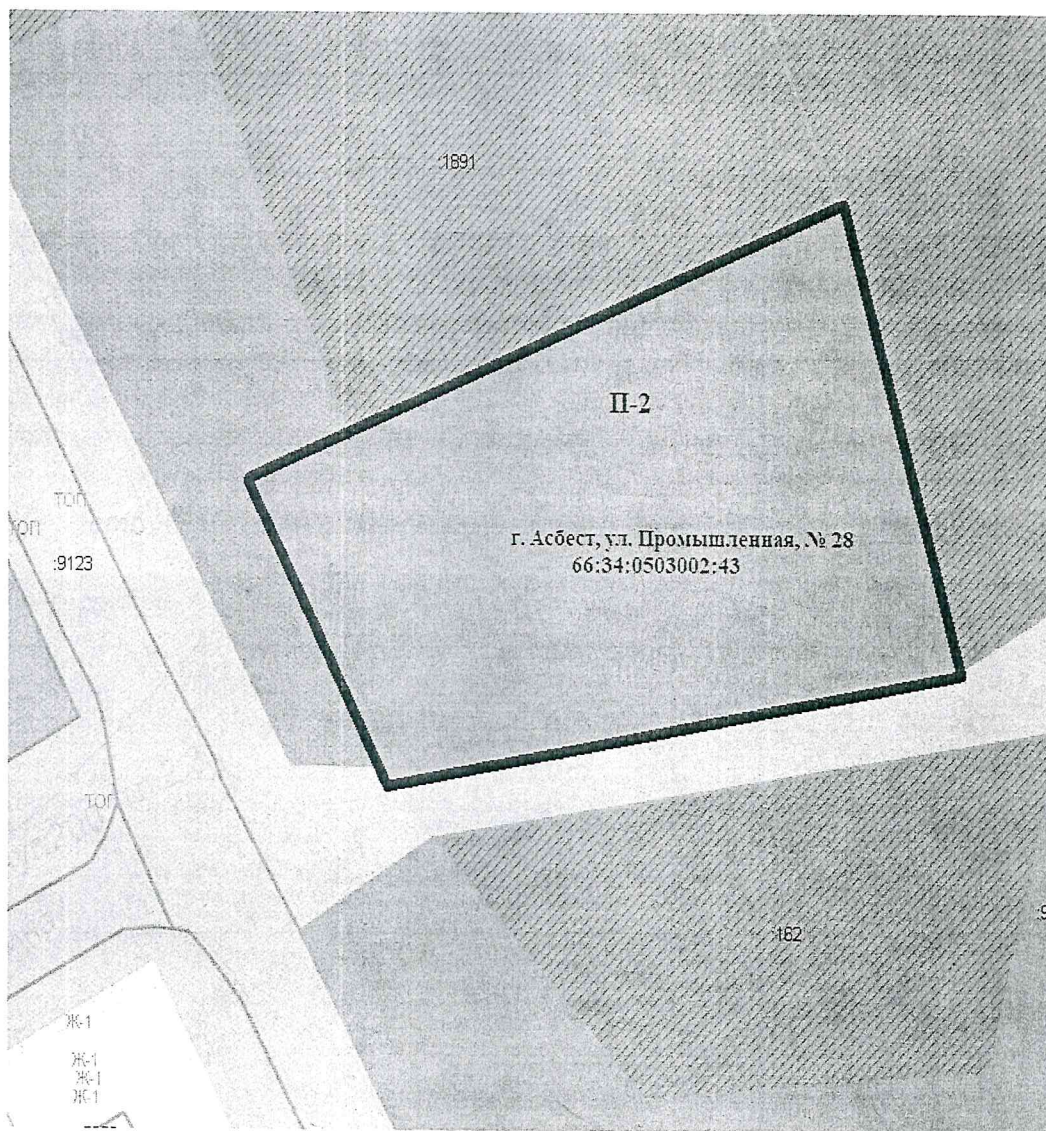 :1891
П-2
ТОП
ТОП
г. Асбест, ул. Промышленная, № 28
:9123
66:34:0503002:43
ТОП
:162
Ж-1
Ж-1
Ж-1
Ж-1